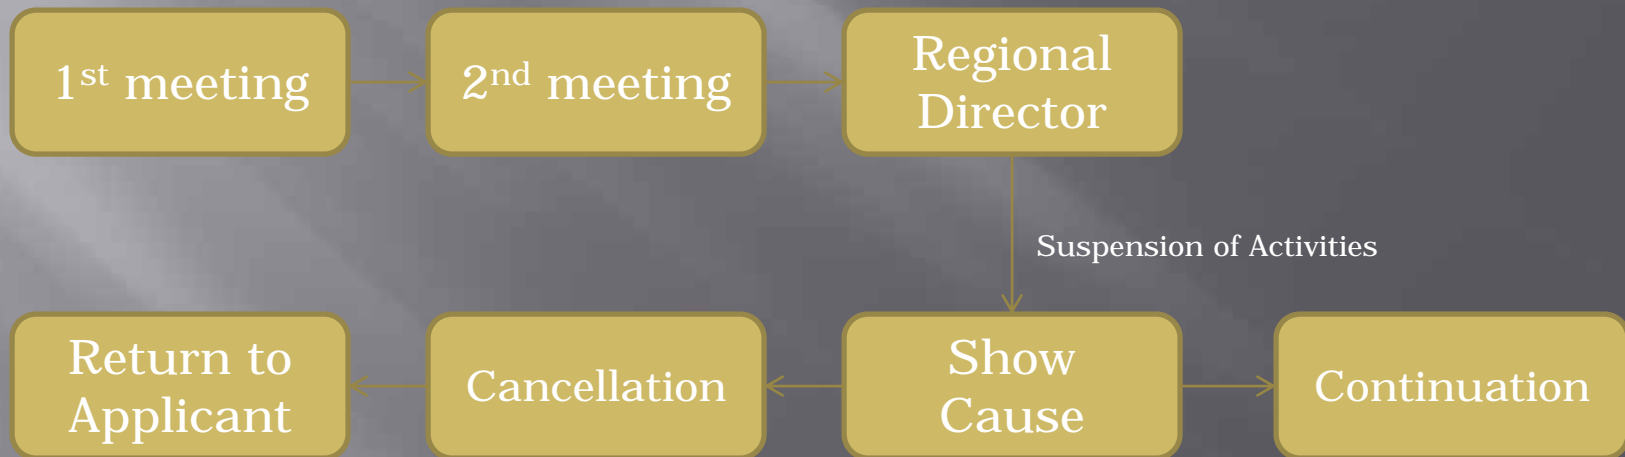 1st meeting
2nd meeting
Regional
Director
Suspension of Activities
Return to
Applicant
Cancellation
Show
Cause
Continuation